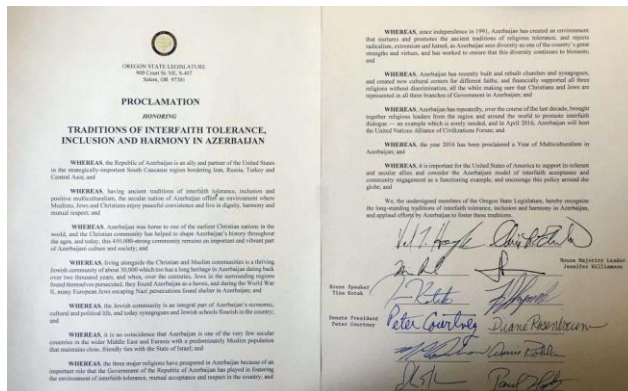 OREGON STATE LEGISLATURE
900 Court St. NE, S-407
Salem, OR 97301
PROCLAMATION
HONORING
TRADITIONS OF INTERFAITH TOLERANCE,
INCLUSION AND HARMONY IN AZERBAIJAN
WHEREAS, the Republic of Azerbaijan is an ally and partner of the United States
in the strategically-important South Caucasus region bordering Iran, Russia, Turkey and
Central Asia, and
WHEREAS, having ancient traditions of interfaith tolerance, inclusion and
positive multiculturalism, the secular nation of Azerbaijan offers an environment where
Muslims, Jews and Christians enjoy peaceful coexistence and live in dignity, harmony and
mutual respect; and
WHEREAS, Azerbaijan was home to one of the earliest Christian nations in the
world, and the Christian community has helped to shape Azerbaijan's history throughout
the ages, and today, this 450,000-strong community remains an important and vibrant part
of Azerbaijani culture and society; and
WHEREAS, living alongside the Christian and Muslim communities is a thriving
Jewish community of about 30,000 which too has a long heritage in Azerbaijan dating back
over two thousand years, and when, over the centuries, Jews in the surrounding regions
found themselves persecuted, they found Azerbaijan as a haven, and during the World War
II, many European Jews escaping Nazi persecutions found shelter in Azerbaijan; and
WHEREAS, the Jewish community is an integral part of Azerbaijan's economic,
cultural and political life, and today synagogues and Jewish schools flourish in the country;
and
WHEREAS, it is no coincidence that Azerbaijan is one of the very few secular
countries in the wider Middle East and Eurasia with a predominately Muslim population
that maintains close, friendly ties with the State of Israel; and
WHEREAS, the three major religions have prospered in Azerbaijan because of an
important role that the Government of the Republic of Azerbaijan has played in fostering
the environment of interfaith tolerance, mutual acceptance and respect in the country; and
WHEREAS, since independence in 1991, Azerbaijan has created an environment
that nurtures and promotes the ancient traditions of religious tolerance, and rejects
radicalism, extremism and hatred, as Azerbaijan sees diversity as one of the country's great
strengths and virtues, and has worked to ensure that this diversity continues to blossom;
and
WHEREAS, Azerbaijan has recently built and rebuilt churches and synagogues,
and created new cultural centers for different faiths, and financially supported all three
religions without discrimination, all the while making sure that Christians and Jews are
represented in all three branches of Government in Azerbaijan; and
WHEREAS, Azerbaijan has repeatedly, over the course of the last decade, brought
together religious leaders from the region and around the world to promote interfaith
dialogue — an example which is sorely needed, and in April 2016, Azerbaijan will host
the United Nations Alliance of Civilizations Forum; and
WHEREAS, the year 2016 has been proclaimed a Year of Multiculturalism in
Azerbaijan; and
WHEREAS, it is important for the United States of America to support its tolerant
and secular allies and consider the model of interfaith acceptance and
community engagement as a functioning example, and encourage this policy around the
globe; and
We, the undersigned members of the Oregon State Legislature, hereby recognize
the long-standing traditions of interfaith tolerance, inclusion and harmony in Azerbaijan,
and applaud efforts by Azerbaijan to foster these traditions.
House Majority Leader
Jennifer Williamson
House Speaker
Tina Kotek
Senate President
Peter Courtney
Peter Courtney
Duane Rosenbaum